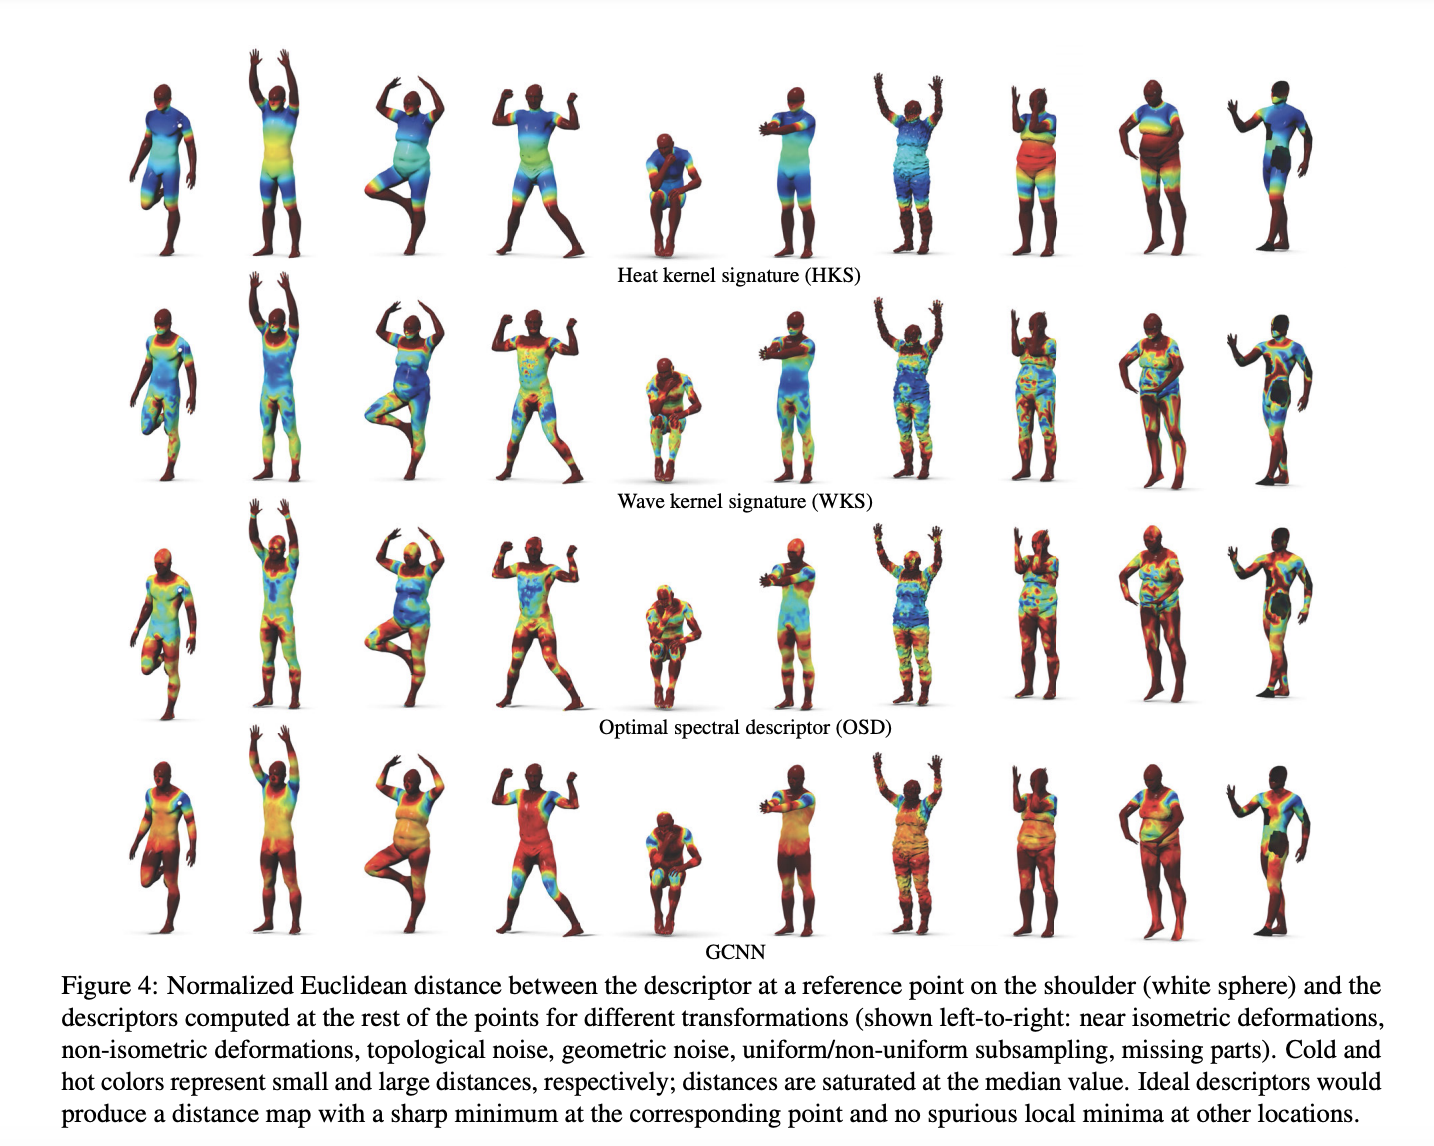 Heat kernel signature (HKS)
Wave kernel signature (WKS)
Optimal spectral descriptor (OSD)
GCNN
Figure 4: Normalized Euclidean distance between the descriptor at a reference point on the shoulder (white sphere) and the
descriptors computed at the rest of the points for different transformations (shown left-to-right: near isometric deformations,
non-isometric deformations, topological noise, geometric noise, uniform/non-uniform subsampling, missing parts). Cold and
hot colors represent small and large distances, respectively; distances are saturated at the median value. Ideal descriptors would
produce a distance map with a sharp minimum at the corresponding point and no spurious local minima at other locations.